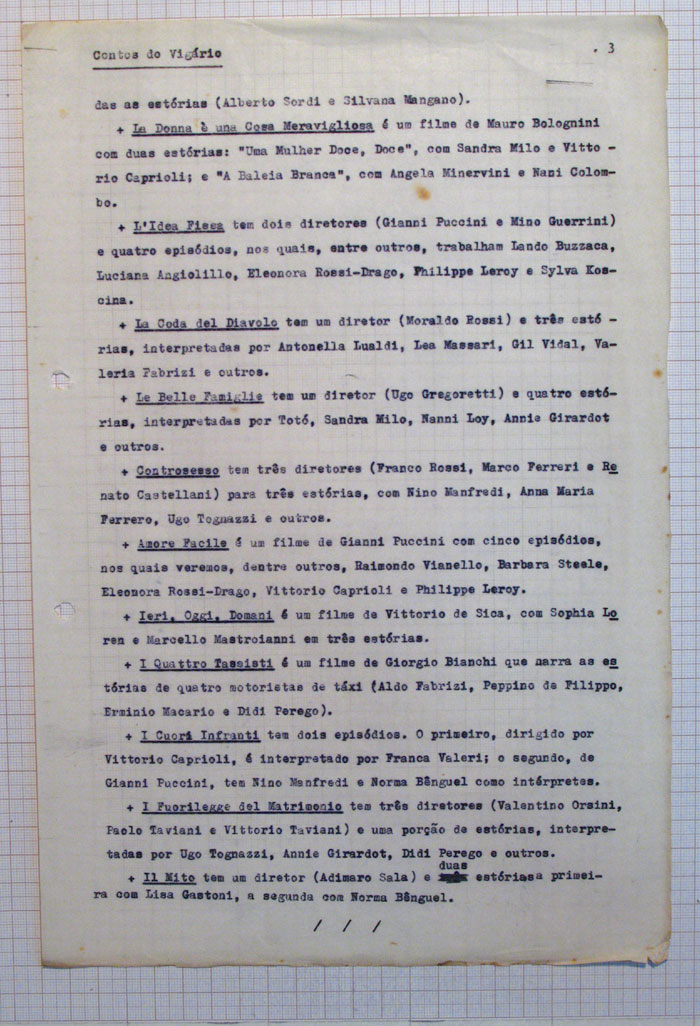 Contos do Vigário . 3
das as estórias (Alberto Sordi e Silvana Mangano).
+ La Donna è una Cosa Meravigliosa é um filme de Mauro Bolognini
com duas estórias: "Uma Mulher Doce, Doce", com Sandra Milo e Vitto -
rio Caprioli; e "A Baleia Branca", com Angela Minervini e Nani Colom-
bo.
+ L'Idea Fissa tem dois diretores (Gianni Puccini e Mino Guerrini)
e quatro episódios, nos quais, entre outros, trabalham Lando Buzzaca,
Luciana Angiolillo, Eleonora Rossi-Drago, Philippe Leroy e Sylva Kos-
cina.
+ La Coda del Diavolo tem um diretor (Moraldo Rossi) e três estó -
rias, interpretadas por Antonella Lualdi, Lea Massari, Gil Vidal, Va-
leria Fabrizi e outros.
+ Le Belle Famiglie tem um diretor (Ugo Gregoretti) e quatro estó-
rias, interpretadas por Totó, Sandra Milo, Nanni Loy, Annie Girardot
e outros.
+ Controsesso tem três diretores (Franco Rossi, Marco Ferreri e Re
nato Castellani) para três estórias, com Nino Manfredi, Anna Maria
Ferrero, Ugo Tognazzi e outros.
+ Amore Facile é um filme de Gianni Puccini com cinco episódios,
nos quais veremos, dentre outros, Raimondo Vianello, Barbara Steele,
Eleonora Rossi-Drago, Vittorio Caprioli e Philippe Leroy.
+ Ieri, Oggi, Domani é um filme de Vittorio de Sica, com Sophia Lo
ren e Marcello Mastroianni em três estórias.
+ I Quattro Tassisti é um filme de Giorgio Bianchi que narra as es
tórias de quatro motoristas de táxi (Aldo Fabrizi, Peppino de Filippo,
Erminio Macario e Didi Perego).
+ I Cuori Infranti tem dois episódios. O primeiro, dirigido por
Vittorio Caprioli, é interpretado por Franca Valeri; o segundo, de
Gianni Puccini, tem Nino Manfredi e Norma Bênguel como intérpretes.
+ I Fuorilegge del Matrimonio tem três diretores (Valentino Orsini,
Paolo Taviani e Vittorio Taviani) e uma porção de estórias, interpre-
tadas por Ugo Tognazzi, Annie Girardot, Didi Perego e outros.
duas
+ Il Mito tem um diretor (Adimaro Sala) e estóriasa primei-
ra com Lisa Gastoni, a segunda com Norma Bênguel.
/ / /